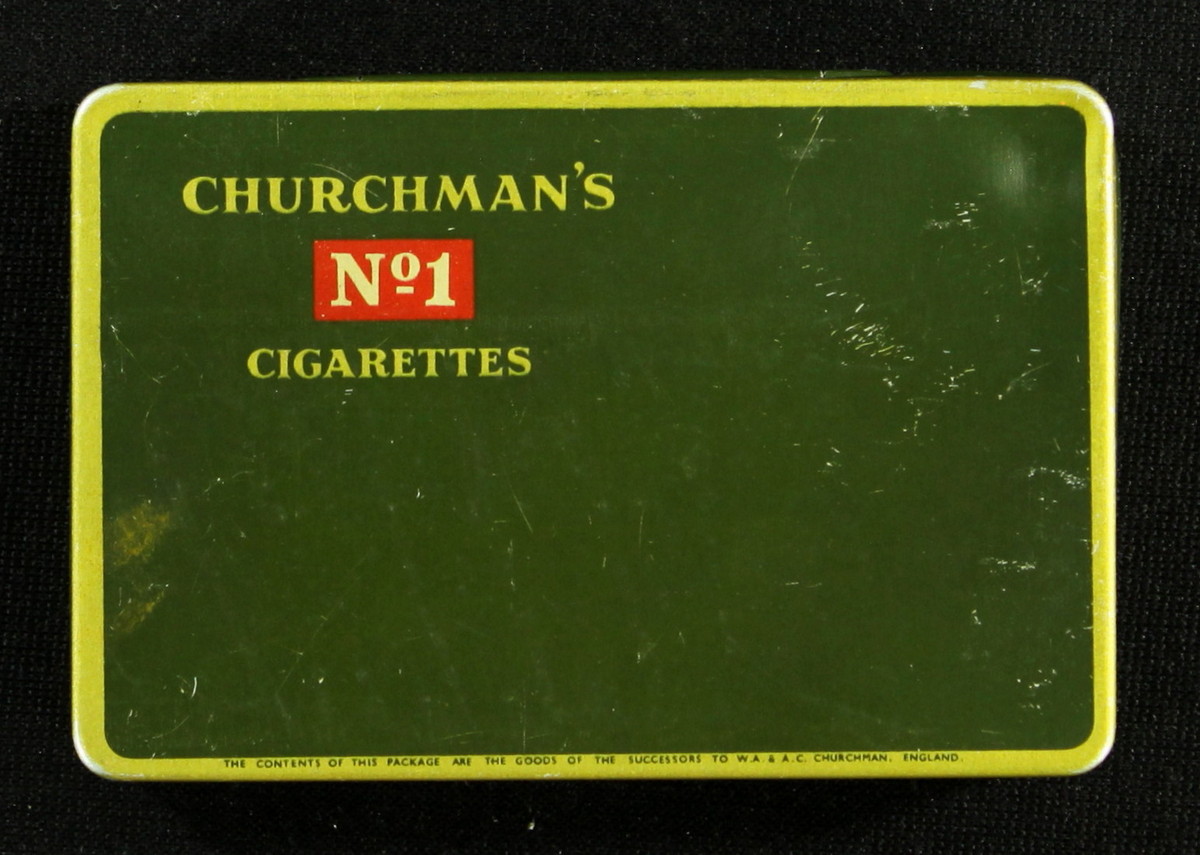 CHURCHMAN'S
Nº1
CIGARETTES
THE CONTENTS OF THIS PACKAGE ARE THE GOODS OF THE SUCCESSORS TO W.A. & A.C. CHURCHMAN, ENGLAND.